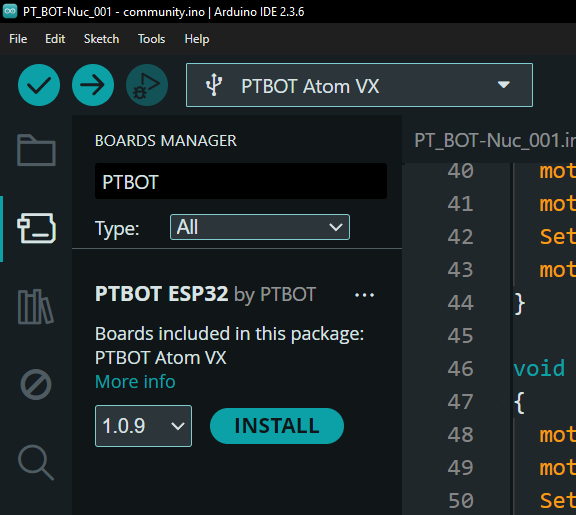 PT_BOT-Nuc_001 - community.ino | Arduino IDE 2.3.6
File Edit Sketch Tools Help
PTBOT Atom VX
BOARDS MANAGER
PTBOT
Type: All
PTBOT ESP32 by PTBOT ...
Boards included in this package:
PTBOT Atom VX
More info
1.0.9 INSTALL
PT_BOT-Nuc_001.in
40 mot
41 mot
42 Set
43 mot
44 }
45
46 void
47 {
48 mot
49 mot
50 Set